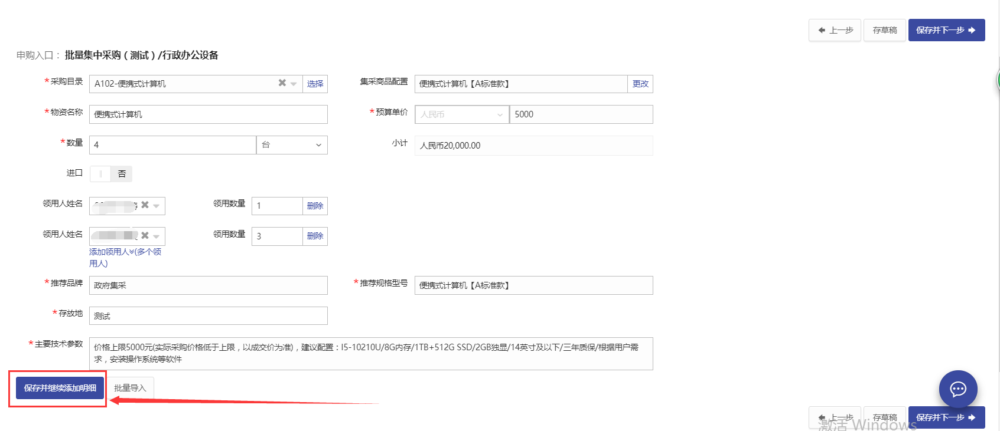 上一步 存草稿 保存并下一步
申购入口： 批量集中采购（测试）/行政办公设备
*采购目录 A102-便携式计算机 选择 集采商品配置 便携式计算机【A标准款】 更改
*物资名称 便携式计算机 *预算单价 人民币 5000
*数量 4 台 小计 人民币20,000.00
进口 否
领用人姓名 领用数量 1 删除
领用人姓名 领用数量 3 删除
添加领用人(多个领
用人)
*推荐品牌 政府集采 *推荐规格型号 便携式计算机【A标准款】
*存放地 测试
*主要技术参数 价格上限5000元(实际采购价格低于上限，以成交价为准)，建议配置：I5-10210U/8G内存/1TB+512G SSD/2GB独显/14英寸及以下/三年质保/根据用户需
求，安装操作系统等软件
保存并继续添加明细 批量导入
上一步 存草稿 保存并下一步
激活 Windows